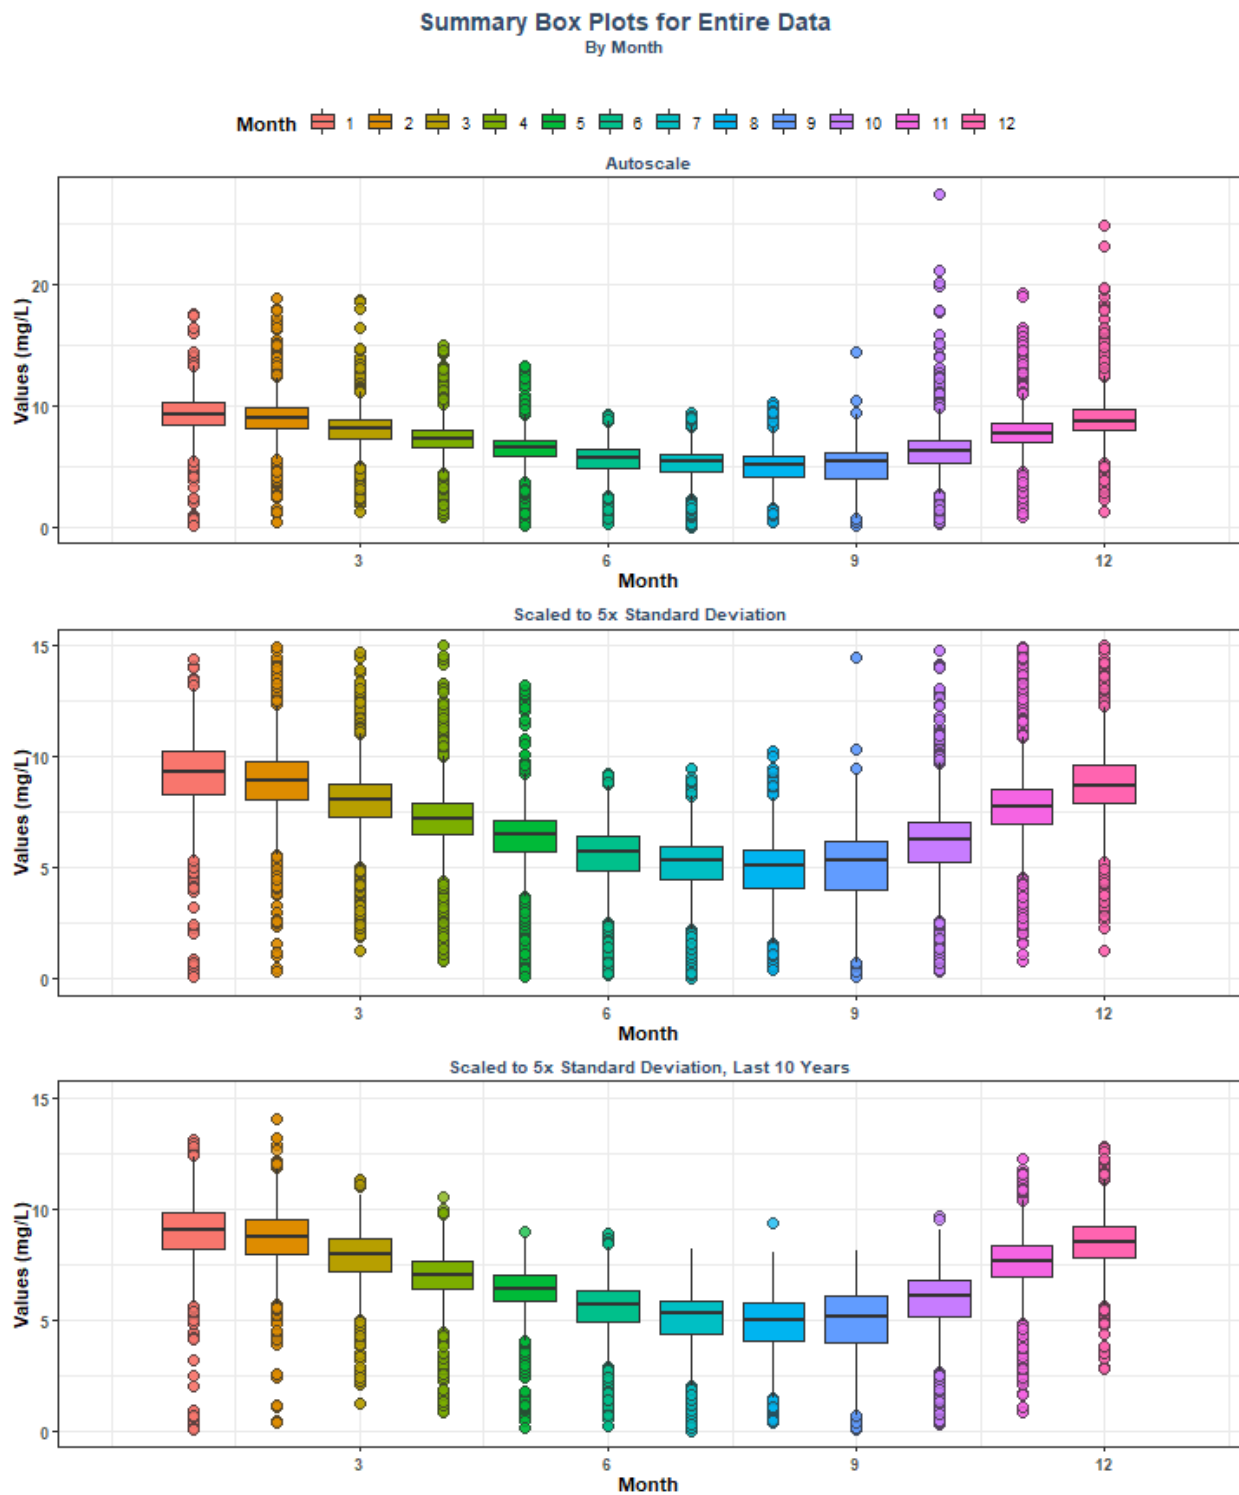 Summary Box Plots for Entire Data
By Month
Month 1 2 3 4 5 6 7 8 9 10 11 12
Autoscale
Values (mg/L)
20
10
0
3 6 9 12
Month
Scaled to 5x Standard Deviation
Values (mg/L)
15
10
5
0
3 6 9 12
Month
Scaled to 5x Standard Deviation, Last 10 Years
Values (mg/L)
15
10
5
0
3 6 9 12
Month